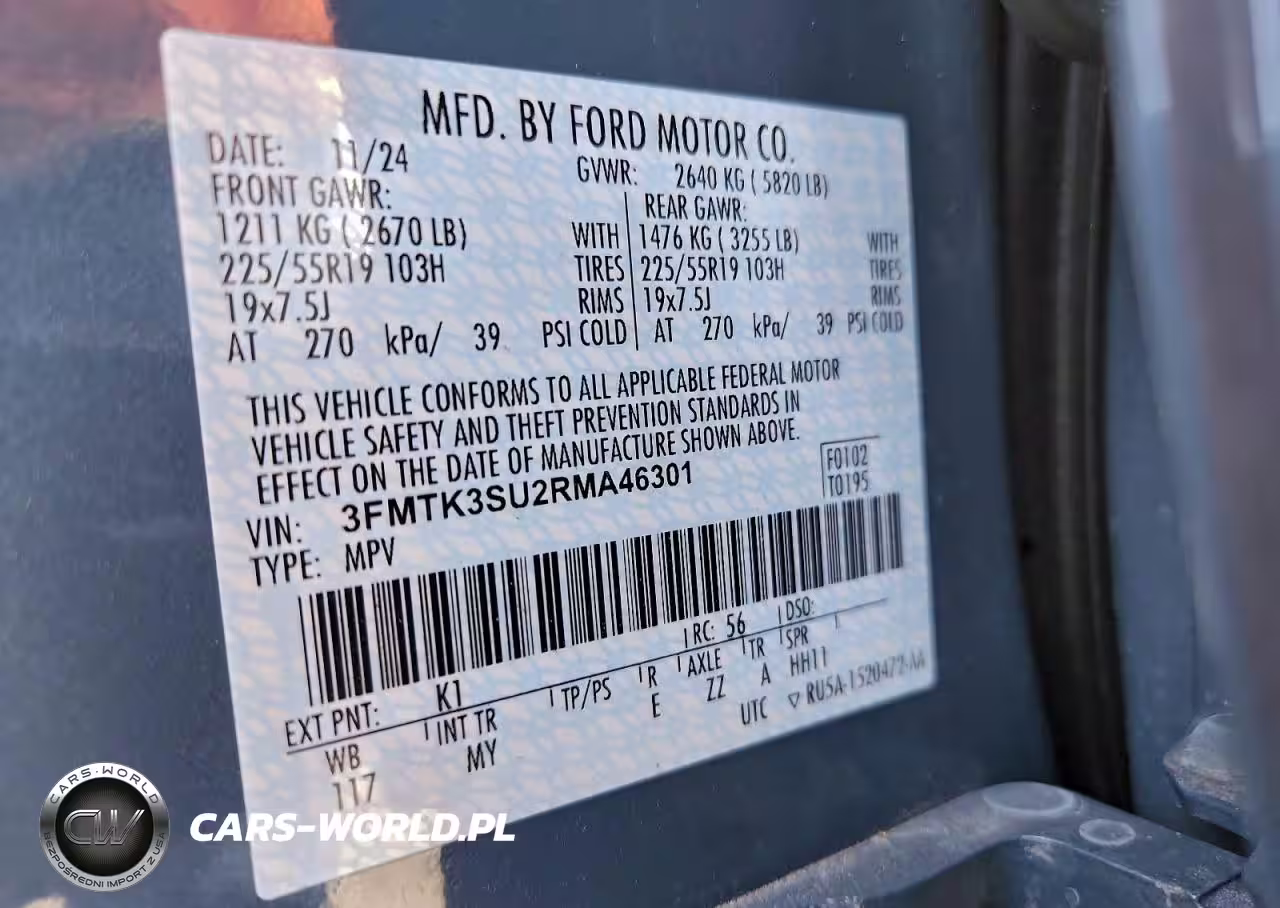 MFD. BY FORD MOTOR CO.
DATE: 11/24 GVWR: 2640 KG ( 5820 LB)
FRONT GAWR: REAR GAWR:
1211 KG ( 2670 LB) WITH 1476 KG ( 3255 LB) WITH
225/55R19 103H TIRES 225/55R19 103H TIRES
19x7.5J RIMS 19x7.5J RIMS
AT 270 kPa/ 39 PSI COLD AT 270 kPa/ 39 PSI COLD
THIS VEHICLE CONFORMS TO ALL APPLICABLE FEDERAL MOTOR
VEHICLE SAFETY AND THEFT PREVENTION STANDARDS IN
EFFECT ON THE DATE OF MANUFACTURE SHOWN ABOVE.
VIN: 3FMTK3SU2RMA46301 F0102
TYPE: MPV T0195
EXT PNT: K1 RC: 56 DSO:
WB INT TR TP/PS R AXLE TR SPR
117 MY E ZZ A HH11
UTC ▽ RU5A-1520472-AA
CARS-WORLD
CW
BEZPOŚREDNI IMPORT Z USA
CARS-WORLD.PL